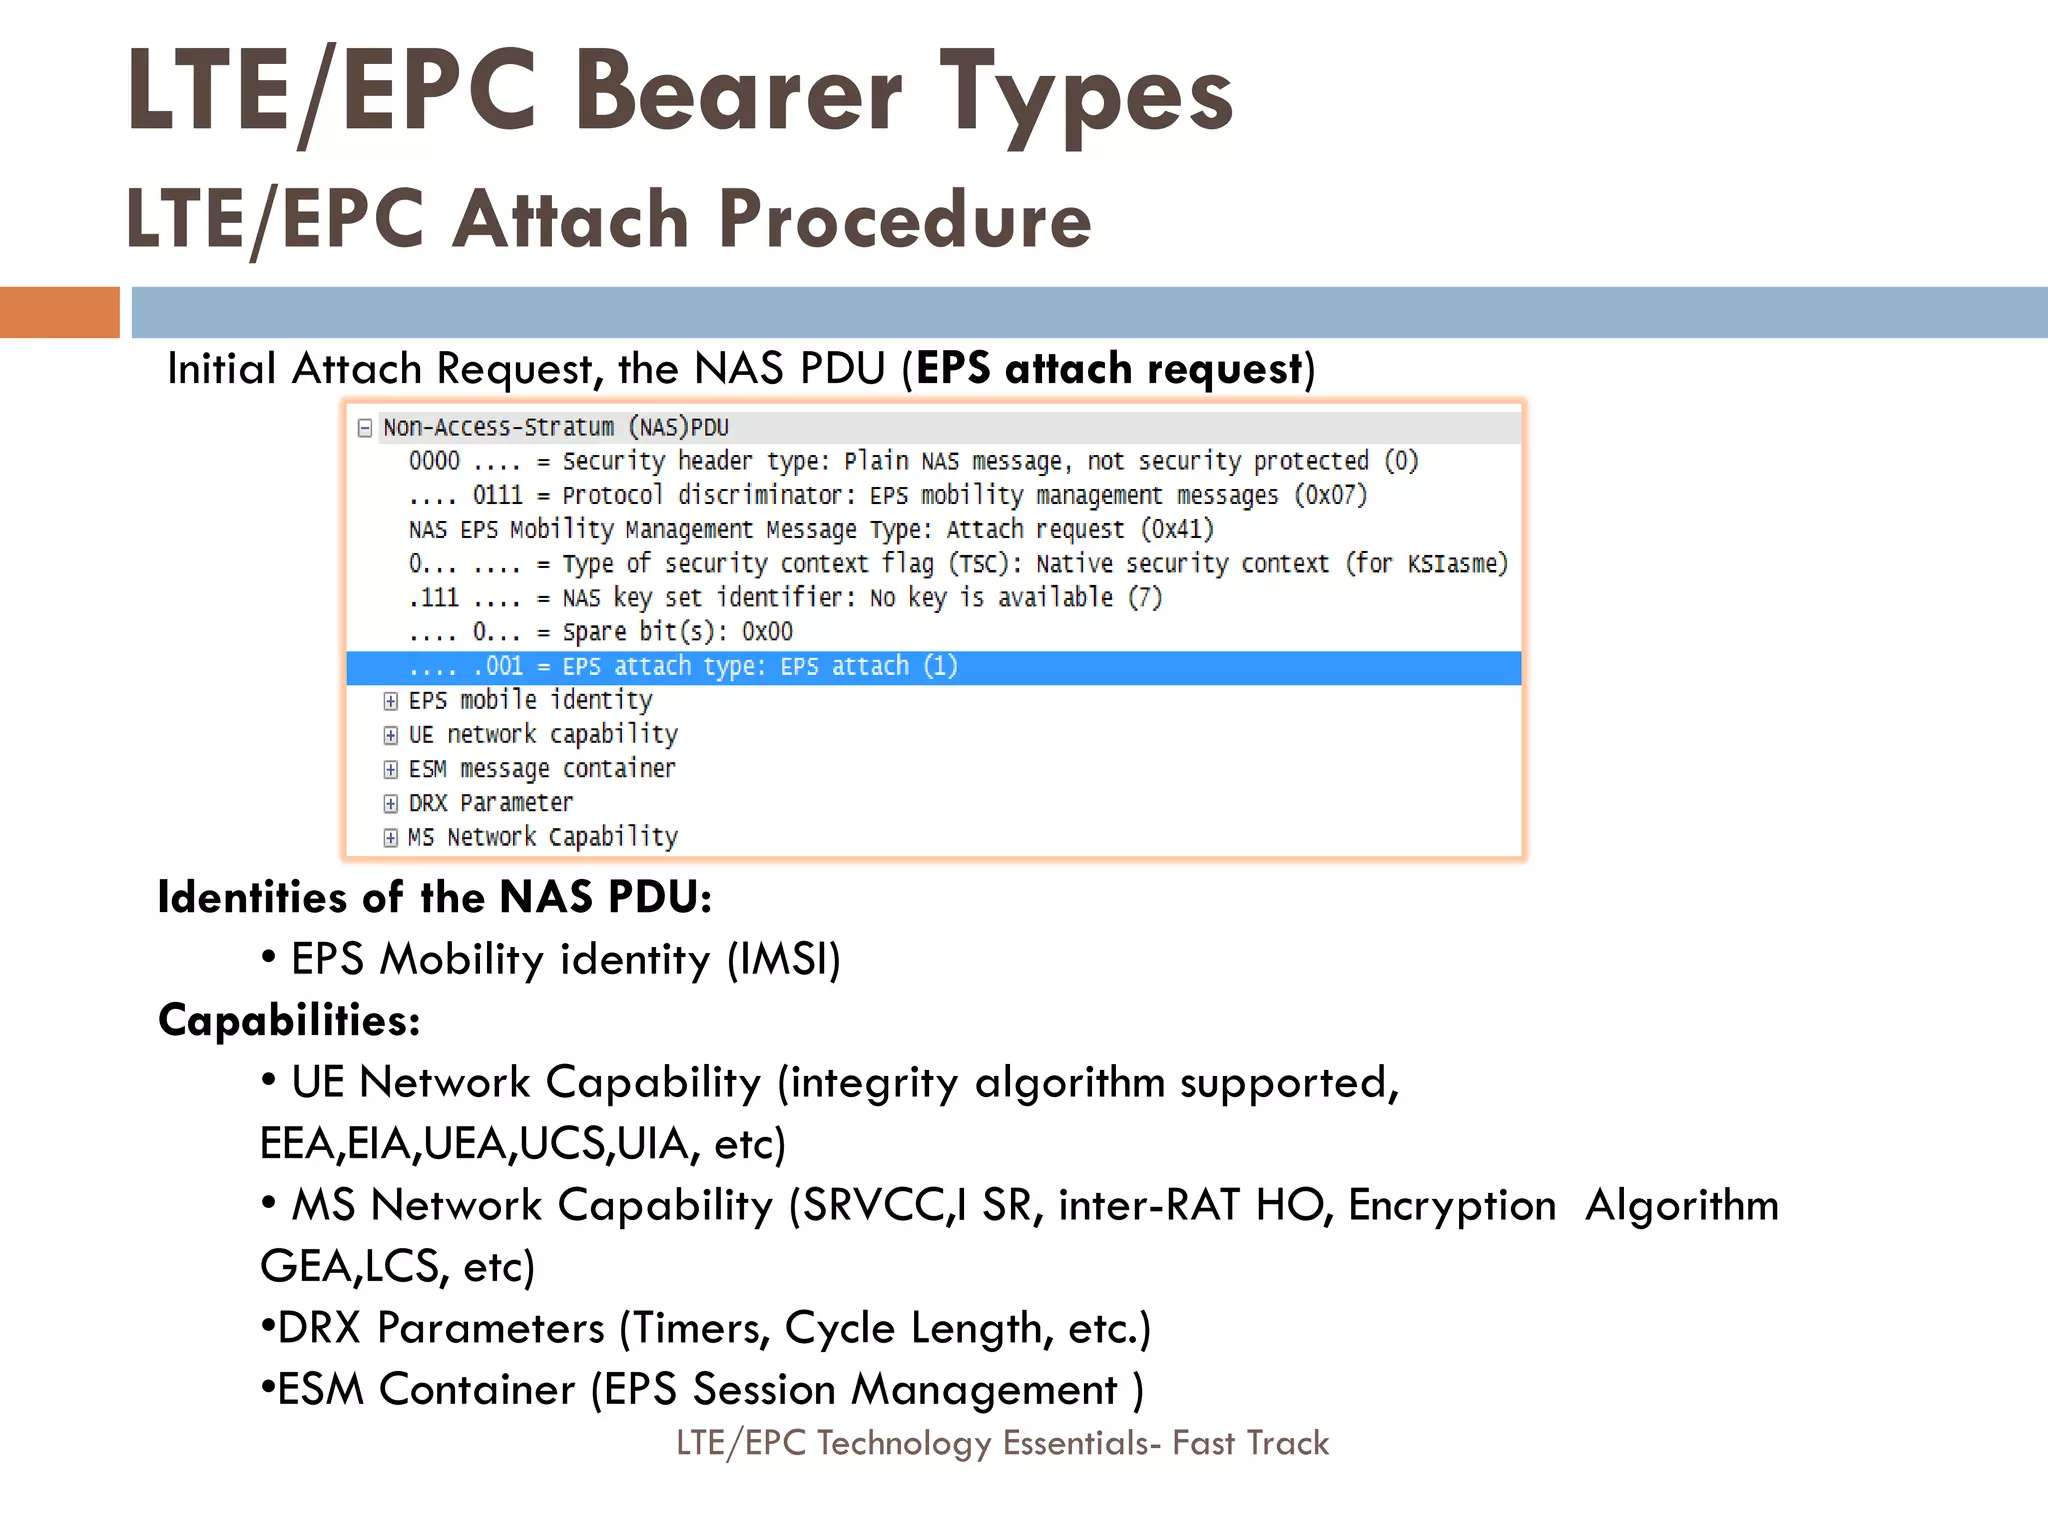 LTE/EPC Bearer Types
LTE/EPC Attach Procedure
Initial Attach Request, the NAS PDU (EPS attach request)
Non-Access-Stratum (NAS)PDU
0000 .... = Security header type: Plain NAS message, not security protected (0)
.... 0111 = Protocol discriminator: EPS mobility management messages (0x07)
NAS EPS Mobility Management Message Type: Attach request (0x41)
0... .... = Type of security context flag (TSC): Native security context (for KSIasme)
.111 .... = NAS key set identifier: No key is available (7)
.... 0... = Spare bit(s): 0x00
.... .001 = EPS attach type: EPS attach (1)
EPS mobile identity
UE network capability
ESM message container
DRX Parameter
MS Network Capability
Identities of the NAS PDU:
• EPS Mobility identity (IMSI)
Capabilities:
• UE Network Capability (integrity algorithm supported,
EEA,EIA,UEA,UCS,UIA, etc)
• MS Network Capability (SRVCC,I SR, inter-RAT HO, Encryption Algorithm
GEA,LCS, etc)
•DRX Parameters (Timers, Cycle Length, etc.)
•ESM Container (EPS Session Management )
LTE/EPC Technology Essentials- Fast Track